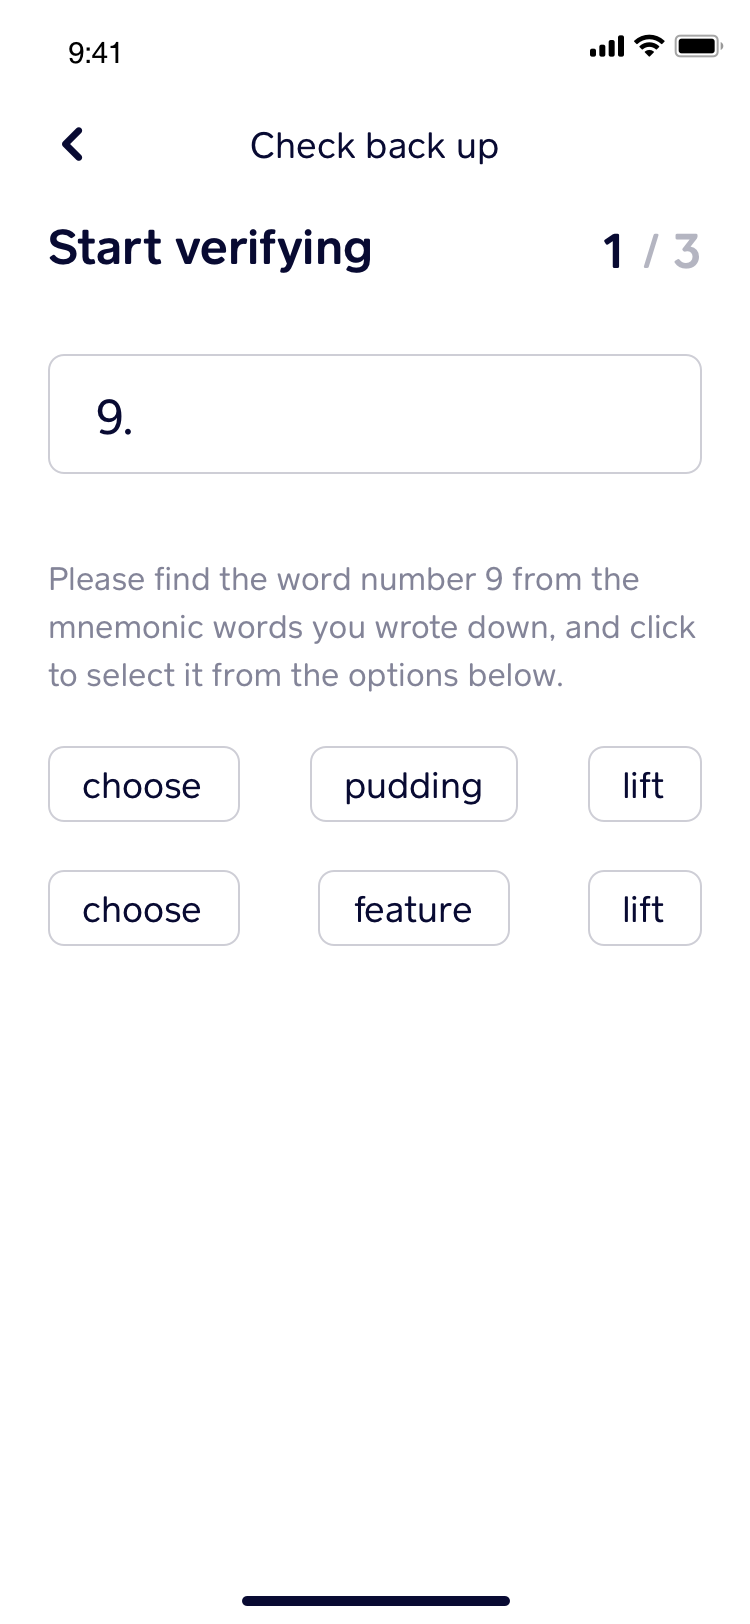 9:41
Check back up
Start verifying 1 / 3
9.
Please find the word number 9 from the
mnemonic words you wrote down, and click
to select it from the options below.
choose pudding lift
choose feature lift